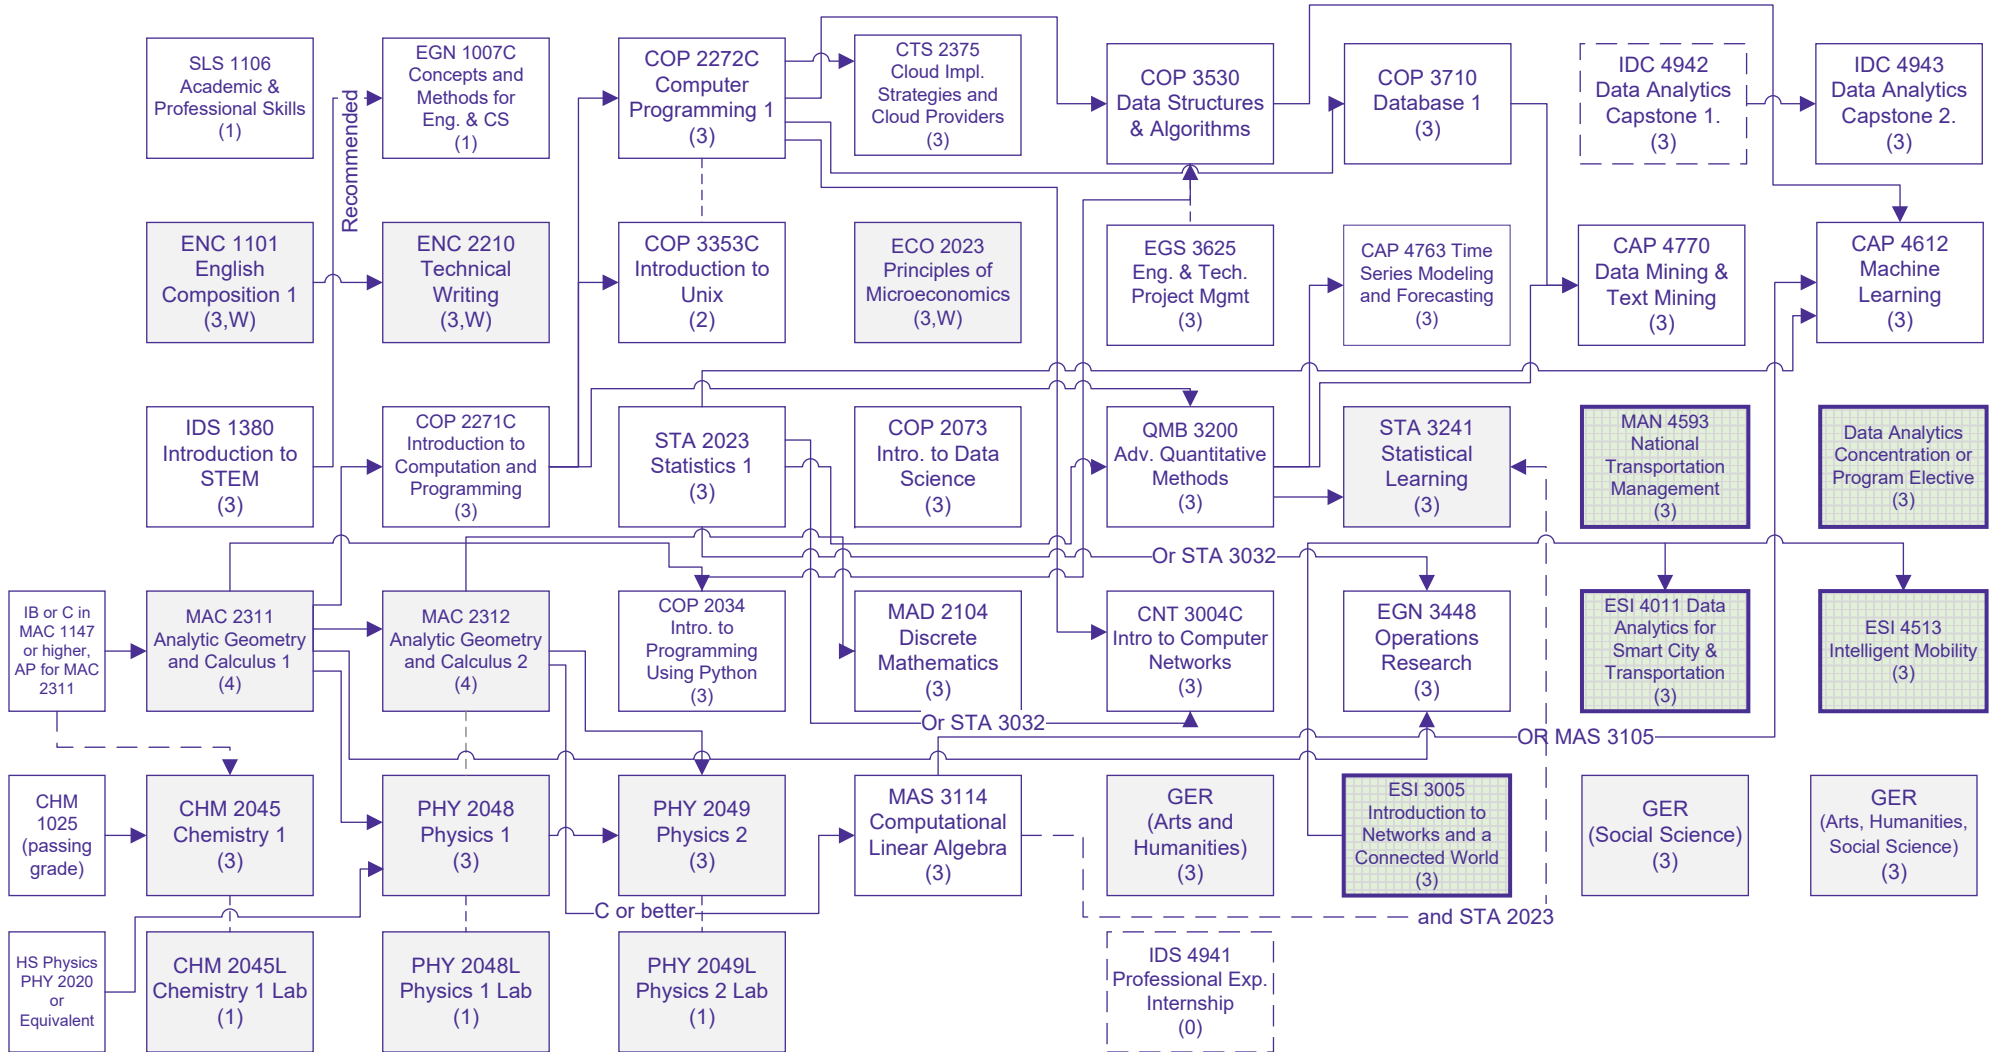 SLS 1106
Academic &
Professional Skills
(1)
Recommended
EGN 1007C
Concepts and
Methods for
Eng. & CS
(1)
COP 2272C
Computer
Programming 1
(3)
CTS 2375
Cloud Impl.
Strategies and
Cloud Providers
(3)
COP 3530
Data Structures
& Algorithms
COP 3710
Database 1
(3)
IDC 4942
Data Analytics
Capstone 1.
(3)
IDC 4943
Data Analytics
Capstone 2.
(3)
ENC 1101
English
Composition 1
(3,W)
ENC 2210
Technical
Writing
(3,W)
COP 3353C
Introduction to
Unix
(2)
ECO 2023
Principles of
Microeconomics
(3,W)
EGS 3625
Eng. & Tech.
Project Mgmt
(3)
CAP 4763 Time
Series Modeling
and Forecasting
(3)
CAP 4770
Data Mining &
Text Mining
(3)
CAP 4612
Machine
Learning
(3)
IDS 1380
Introduction to
STEM
(3)
COP 2271C
Introduction to
Computation and
Programming
(3)
STA 2023
Statistics 1
(3)
COP 2073
Intro. to Data
Science
(3)
QMB 3200
Adv. Quantitative
Methods
(3)
STA 3241
Statistical
Learning
(3)
MAN 4593
National
Transportation
Management
(3)
Data Analytics
Concentration or
Program Elective
(3)
Or STA 3032
IB or C in
MAC 1147
or higher,
AP for MAC
2311
MAC 2311
Analytic Geometry
and Calculus 1
(4)
MAC 2312
Analytic Geometry
and Calculus 2
(4)
COP 2034
Intro. to
Programming
Using Python
(3)
MAD 2104
Discrete
Mathematics
(3)
CNT 3004C
Intro to Computer
Networks
(3)
EGN 3448
Operations
Research
(3)
ESI 4011 Data
Analytics for
Smart City &
Transportation
(3)
ESI 4513
Intelligent Mobility
(3)
Or STA 3032
OR MAS 3105
CHM
1025
(passing
grade)
CHM 2045
Chemistry 1
(3)
PHY 2048
Physics 1
(3)
PHY 2049
Physics 2
(3)
MAS 3114
Computational
Linear Algebra
(3)
GER
(Arts and
Humanities)
(3)
ESI 3005
Introduction to
Networks and a
Connected World
(3)
GER
(Social Science)
(3)
GER
(Arts, Humanities,
Social Science)
(3)
C or better
and STA 2023
HS Physics
PHY 2020
or
Equivalent
CHM 2045L
Chemistry 1 Lab
(1)
PHY 2048L
Physics 1 Lab
(1)
PHY 2049L
Physics 2 Lab
(1)
IDS 4941
Professional Exp.
Internship
(0)